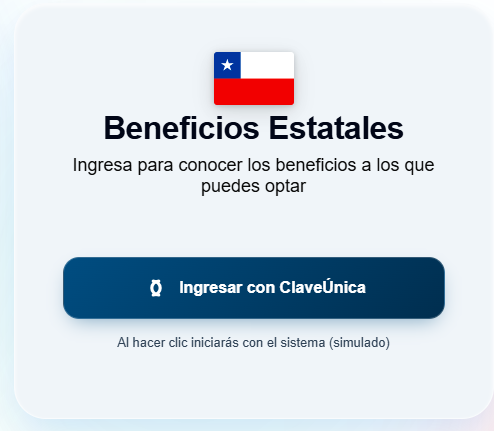 Beneficios Estatales
Ingresa para conocer los beneficios a los que
puedes optar
Ingresar con ClaveÚnica
Al hacer clic iniciarás con el sistema (simulado)